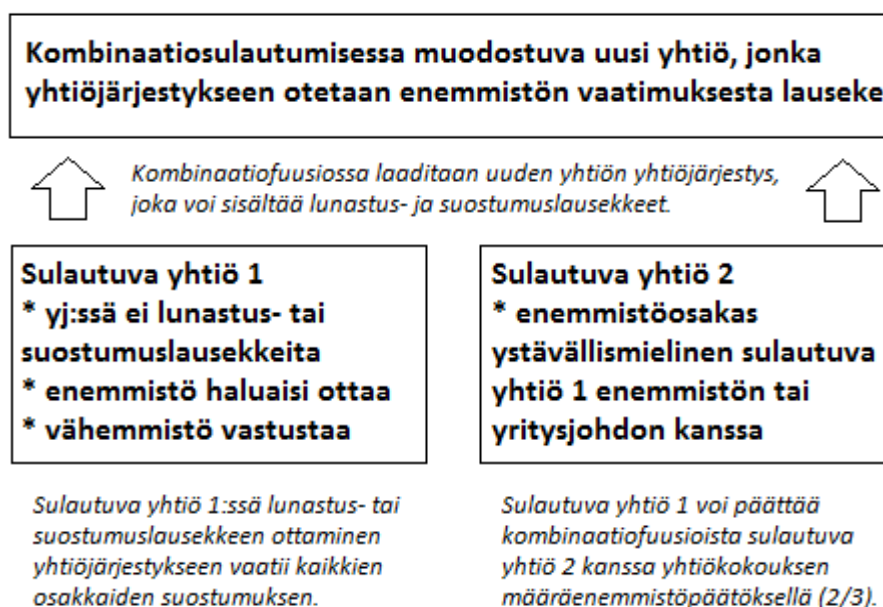 Kombinaatiosulautumisessa muodostuva uusi yhtiö, jonka
yhtiöjärjestykseen otetaan enemmistön vaatimuksesta lauseke
Kombinaatiofuusiossa laaditaan uuden yhtiön yhtiöjärjestys,
joka voi sisältää lunastus- ja suostumuslausekkeet.
Sulautuva yhtiö 1
* yj:ssä ei lunastus- tai
suostumuslausekkeita
* enemmistö haluaisi ottaa
* vähemmistö vastustaa
Sulautuva yhtiö 2
* enemmistöosakas
ystävällismielinen sulautuva
yhtiö 1 enemmistön tai
yritysjohdon kanssa
Sulautuva yhtiö 1:ssä lunastus- tai
suostumuslausekkeen ottaminen
yhtiöjärjestykseen vaatii kaikkien
osakkaiden suostumuksen.
Sulautuva yhtiö 1 voi päättää
kombinaatiofuusioista sulautuva
yhtiö 2 kanssa yhtiökokouksen
määräenemmistöpäätöksellä (2/3).